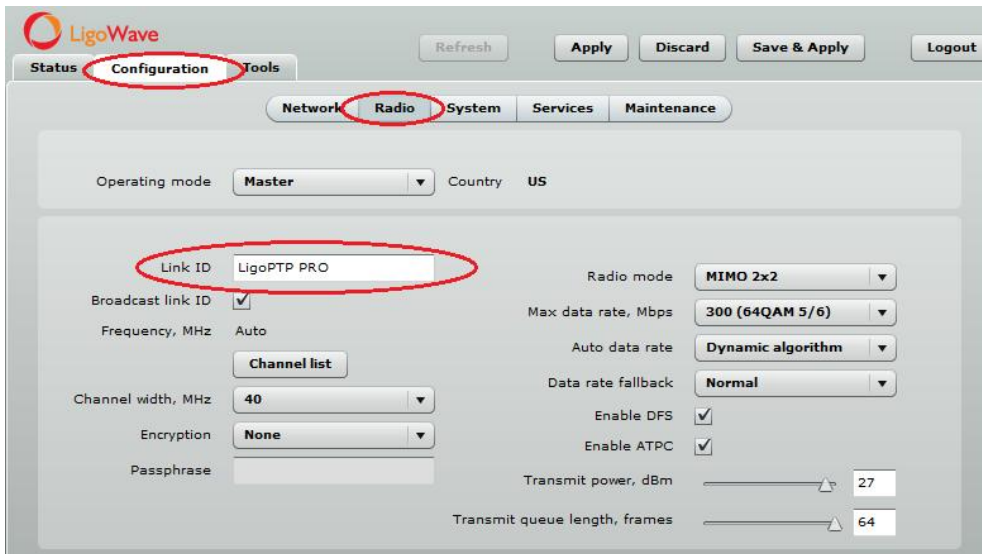 LigoWave
Refresh Apply Discard Save & Apply Logout
Status Configuration Tools
Network Radio System Services Maintenance
Operating mode Master Country US
Link ID LigoPTP PRO
Broadcast link ID
Frequency, MHz Auto
Channel list
Channel width, MHz 40
Encryption None
Passphrase
Radio mode MIMO 2x2
Max data rate, Mbps 300 (64QAM 5/6)
Auto data rate Dynamic algorithm
Data rate fallback Normal
Enable DFS
Enable ATPC
Transmit power, dBm 27
Transmit queue length, frames 64